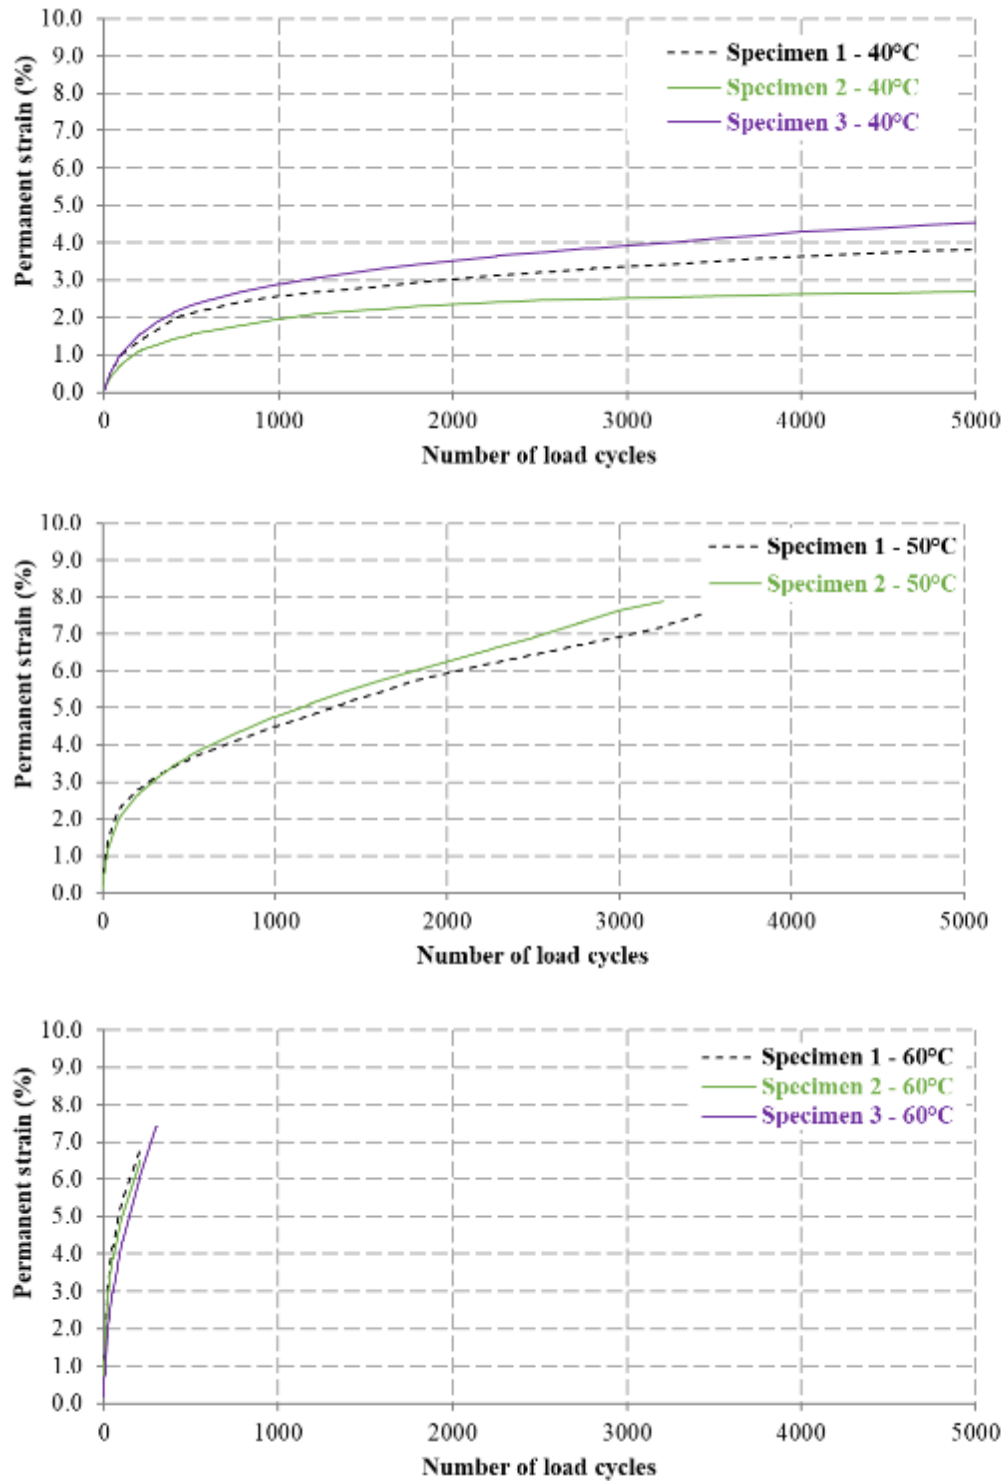 10.0
9.0
8.0
7.0
6.0
5.0
4.0
3.0
2.0
1.0
0.0
Permanent strain (%)
Specimen 1 - 40°C
Specimen 2 - 40°C
Specimen 3 - 40°C
0 1000 2000 3000 4000 5000
Number of load cycles
10.0
9.0
8.0
7.0
6.0
5.0
4.0
3.0
2.0
1.0
0.0
Permanent strain (%)
Specimen 1 - 50°C
Specimen 2 - 50°C
0 1000 2000 3000 4000 5000
Number of load cycles
10.0
9.0
8.0
7.0
6.0
5.0
4.0
3.0
2.0
1.0
0.0
Permanent strain (%)
Specimen 1 - 60°C
Specimen 2 - 60°C
Specimen 3 - 60°C
0 1000 2000 3000 4000 5000
Number of load cycles